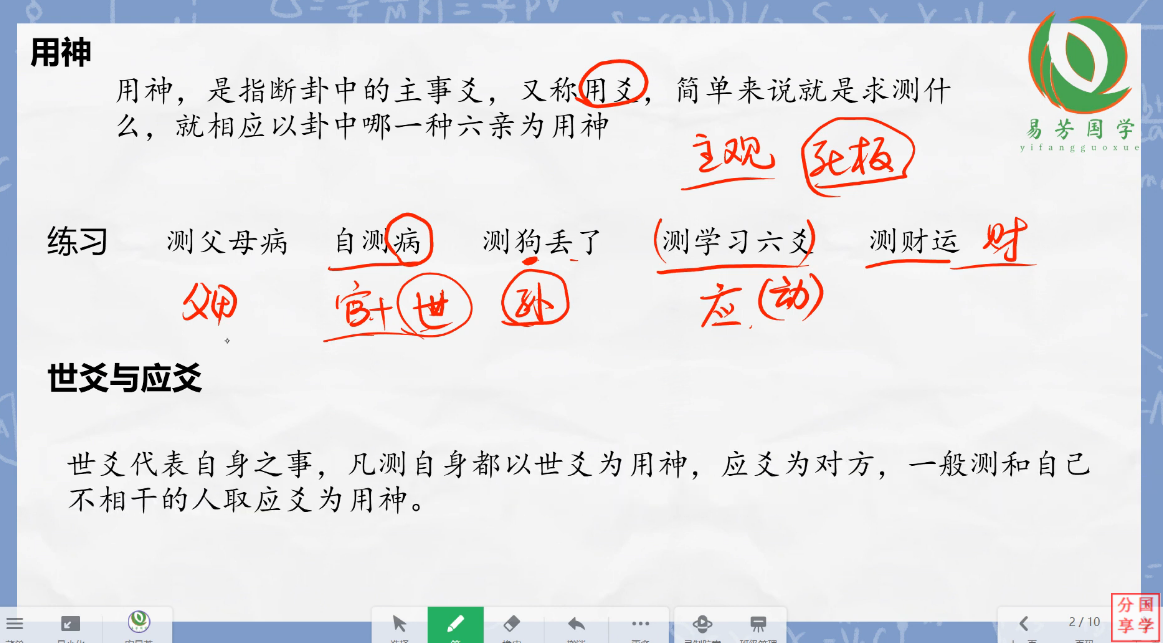 用神
用神，是指断卦中的主事爻，又称用爻，简单来说就是求测什
么，就相应以卦中哪一种六亲为用神
易芳国学
yifangguoxue
主观 死板
练习 测父母病 自测病 测狗丢了 测学习六爻 测财运 财
父母 官+世 孙 应(动)
世爻与应爻
世爻代表自身之事，凡测自身都以世爻为用神，应爻为对方，一般测和自己
不相干的人取应爻为用神。
2/10
分国
享学